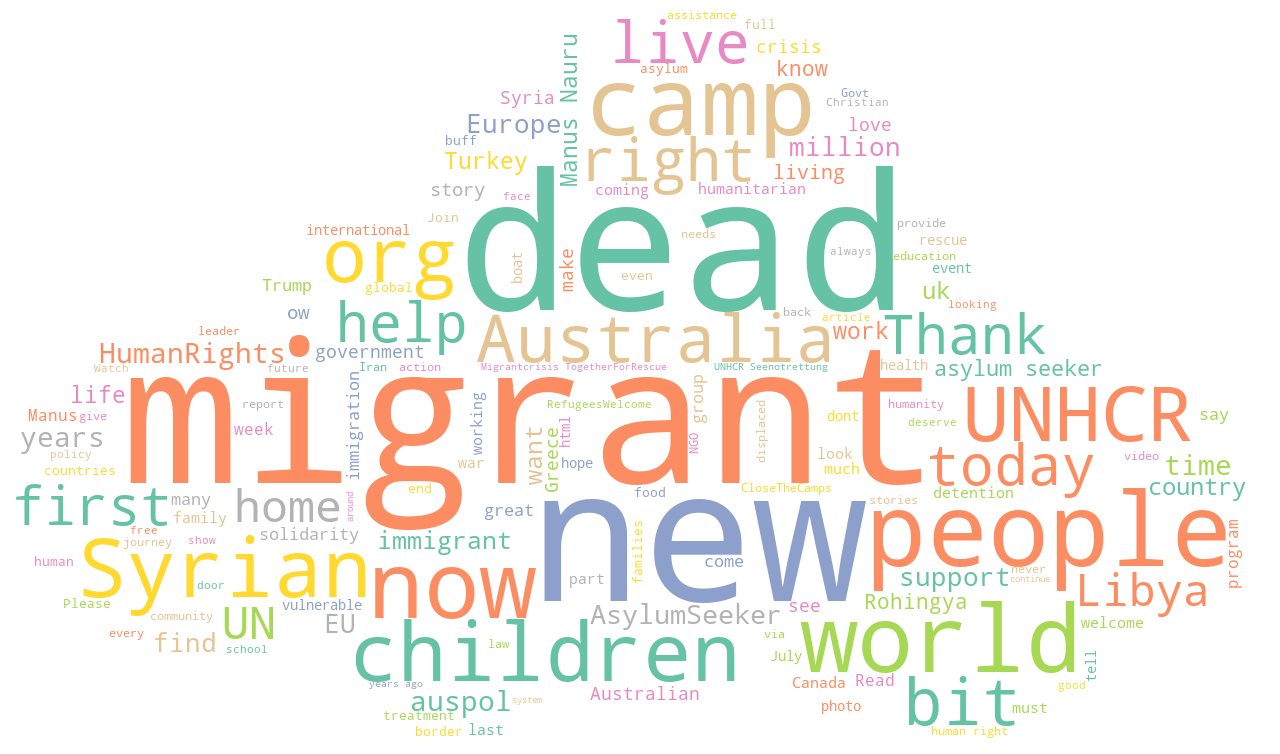 assistance
full
live
crisis
asylum
know
Manus Nauru
camp
Syria
Govt
Christian
Europe
love
buff
right
million
Turkey
living
story
coming
humanitarian
face
dead
Join
provide
international
needs
rescue
org
always
education
boat
make
even
event
Trump
global
uk
looking
ow
help
Australia
back
article
work
Thank
leader
HumanRights
government
Watch
future
Iran
action
Migrantcrisis TogetherForRescue
UNHCR Seenotrettung
health
asylum seeker
migrant
life
immigration
report
RefugeesWelcome
group
humanity
UNHCR
Manus
give
working
html
dont
deserve
say
years
week
want
Greece
NGO
displaced
policy
countries
war
hope
look
much
today
video
time
end
food
CloseTheCamps
country
first
many
home
around
great
new
stories
detention
people
family
solidarity
free
journey
show
immigrant
families
program
human
Syrian
door
now
part
come
support
never
continue
Libya
Please
vulnerable
AsylumSeeker
see
Rohingya
community
UN
EU
welcome
every
find
school
children
law
via
world
July
tell
years ago
Australian
Canada
Read
good
auspol
system
photo
bit
must
treatment
border
last
human right